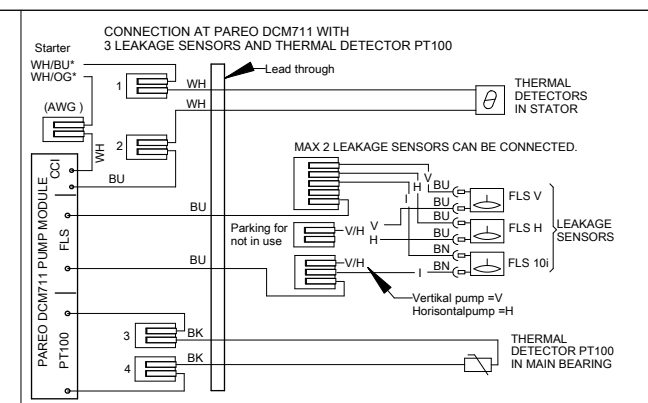 CONNECTION AT PAREO DCM711 WITH
3 LEAKAGE SENSORS AND THERMAL DETECTOR PT100
Starter
WH/BU*
WH/OG*
Lead through
1
WH
THERMAL
DETECTORS
IN STATOR
(AWG )
WH
2
WH
MAX 2 LEAKAGE SENSORS CAN BE CONNECTED.
CCI
BU
V
H
I
BU
FLS V
BU
BU
FLS H
BU
BN
FLS 10i
BN
LEAKAGE
SENSORS
BU
Parking for
not in use
V/H
V
H
FLS
BU
V/H
I
Vertikal pump =V
Horisontalpump =H
PAREO DCM711 PUMP MODULE
PT100
3
BK
4
BK
THERMAL
DETECTOR PT100
IN MAIN BEARING